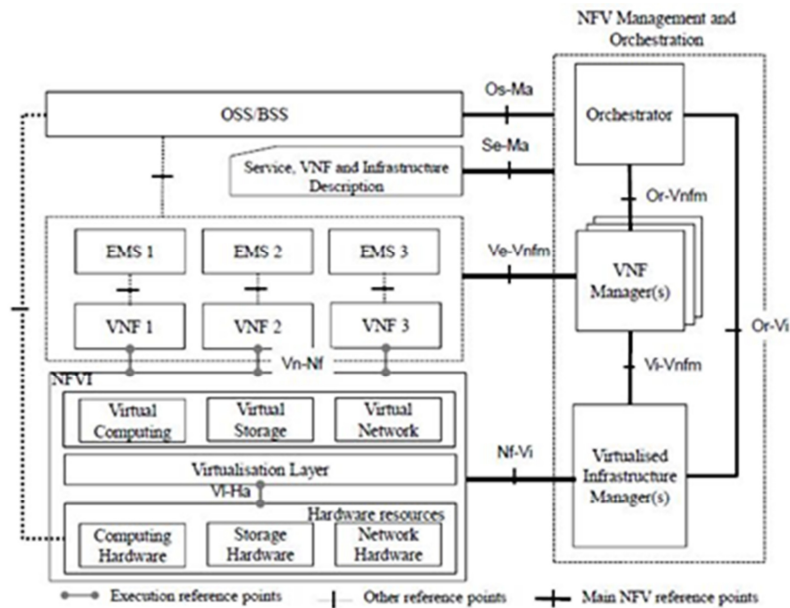 NFV Management and
Orchestration
Os-Ma
OSS/BSS
Orchestrator
Se-Ma
Service, VNF and Infrastructure
Description
Or-Vnfm
EMS 1
EMS 2
EMS 3
Ve-Vnfm
VNF
Manager(s)
VNF 1
VNF 2
VNF 3
Or-Vi
Vn-Nf
Vi-Vnfm
NFVI
Virtual
Computing
Virtual
Storage
Virtual
Network
Nf-Vi
Virtualised
Infrastructure
Manager(s)
Virtualisation Layer
Vl-Ha
Hardware resources
Computing
Hardware
Storage
Hardware
Network
Hardware
Execution reference points
Other reference points
Main NFV reference points